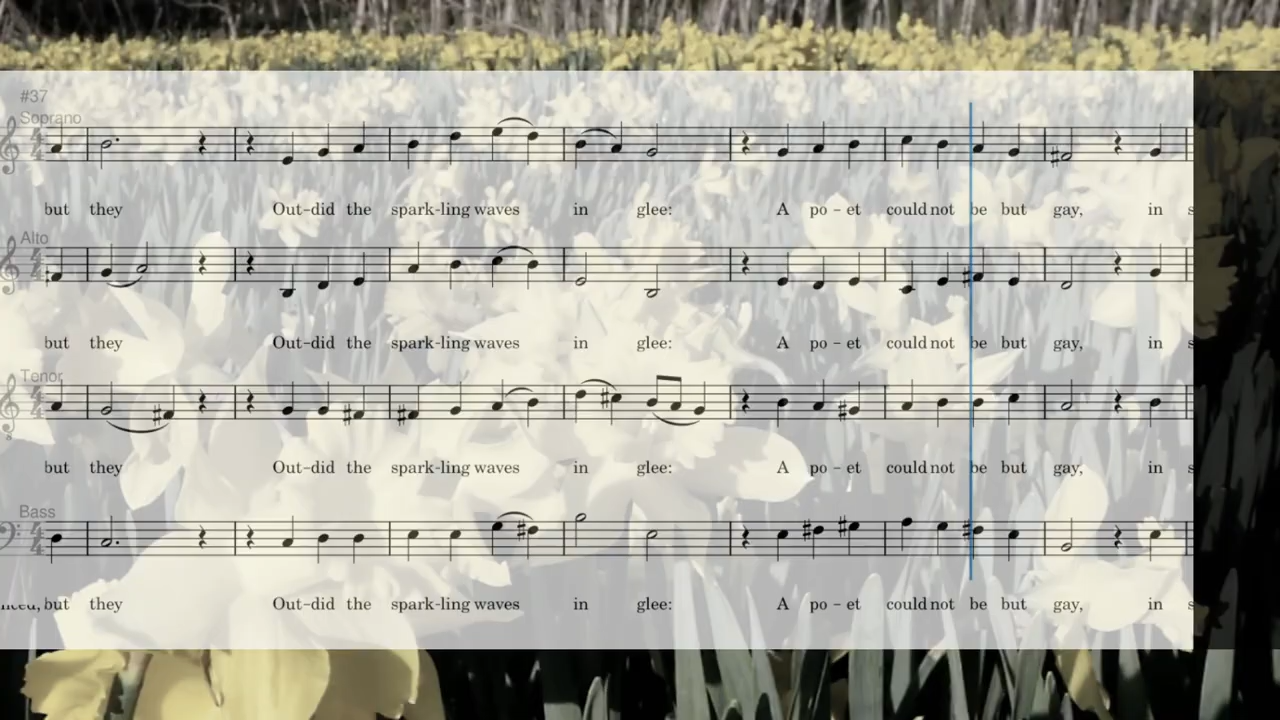 #37
Soprano
but they Out-did the spark-ling waves in glee: A po - et could not be but gay, in
Alto
but they Out-did the spark-ling waves in glee: A po - et could not be but gay, in
Tenor
but they Out-did the spark-ling waves in glee: A po - et could not be but gay, in
Bass
but they Out-did the spark-ling waves in glee: A po - et could not be but gay, in